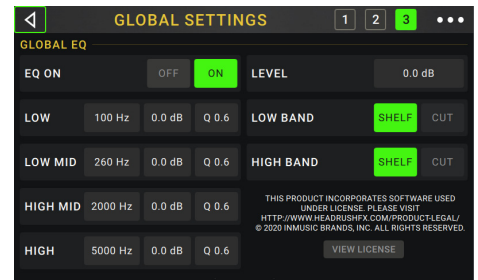 GLOBAL SETTINGS 1 2 3
GLOBAL EQ
EQ ON OFF ON LEVEL 0.0 dB
LOW 100 Hz 0.0 dB Q 0.6 LOW BAND SHELF CUT
LOW MID 260 Hz 0.0 dB Q 0.6 HIGH BAND SHELF CUT
HIGH MID 2000 Hz 0.0 dB Q 0.6
HIGH 5000 Hz 0.0 dB Q 0.6
THIS PRODUCT INCORPORATES SOFTWARE USED
UNDER LICENSE. PLEASE VISIT
HTTP://WWW.HEADRUSHFX.COM/PRODUCT-LEGAL/
© 2020 INMUSIC BRANDS, INC. ALL RIGHTS RESERVED.
VIEW LICENSE